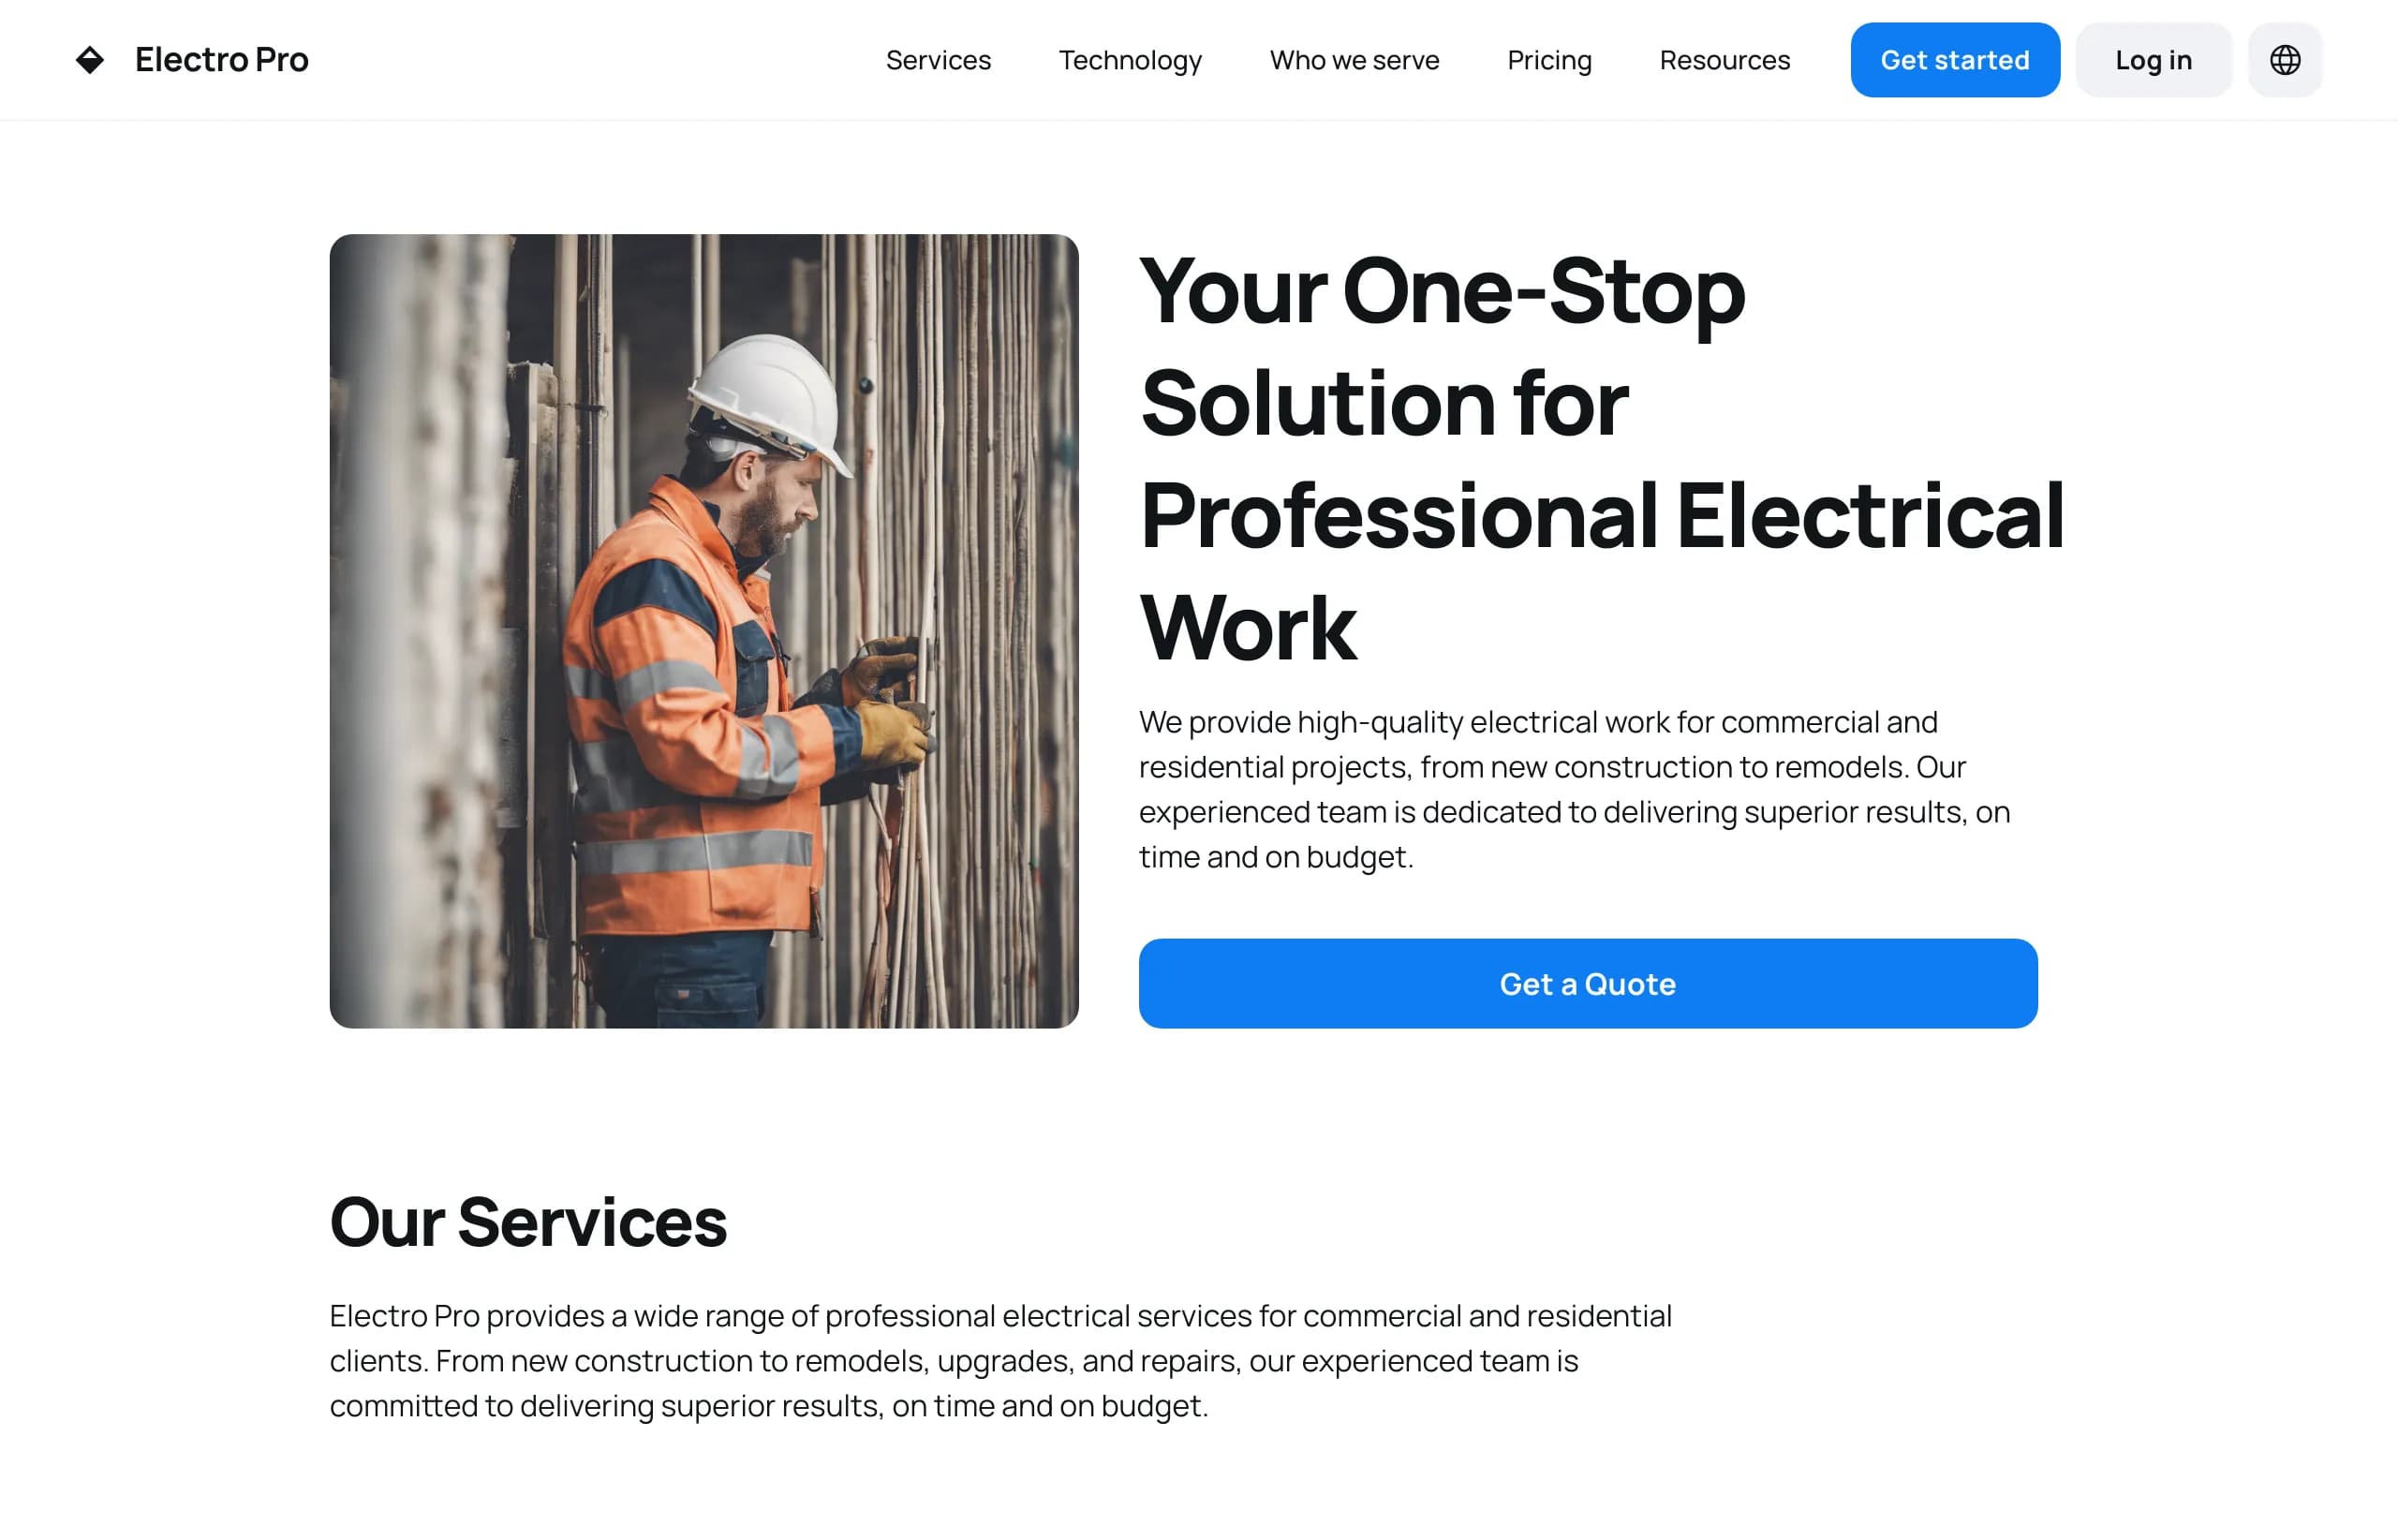 Electro Pro
Services
Technology
Who we serve
Pricing
Resources
Get started
Log in
Your One-Stop
Solution for
Professional Electrical
Work
We provide high-quality electrical work for commercial and
residential projects, from new construction to remodels. Our
experienced team is dedicated to delivering superior results, on
time and on budget.
Get a Quote
Our Services
Electro Pro provides a wide range of professional electrical services for commercial and residential
clients. From new construction to remodels, upgrades, and repairs, our experienced team is
committed to delivering superior results, on time and on budget.